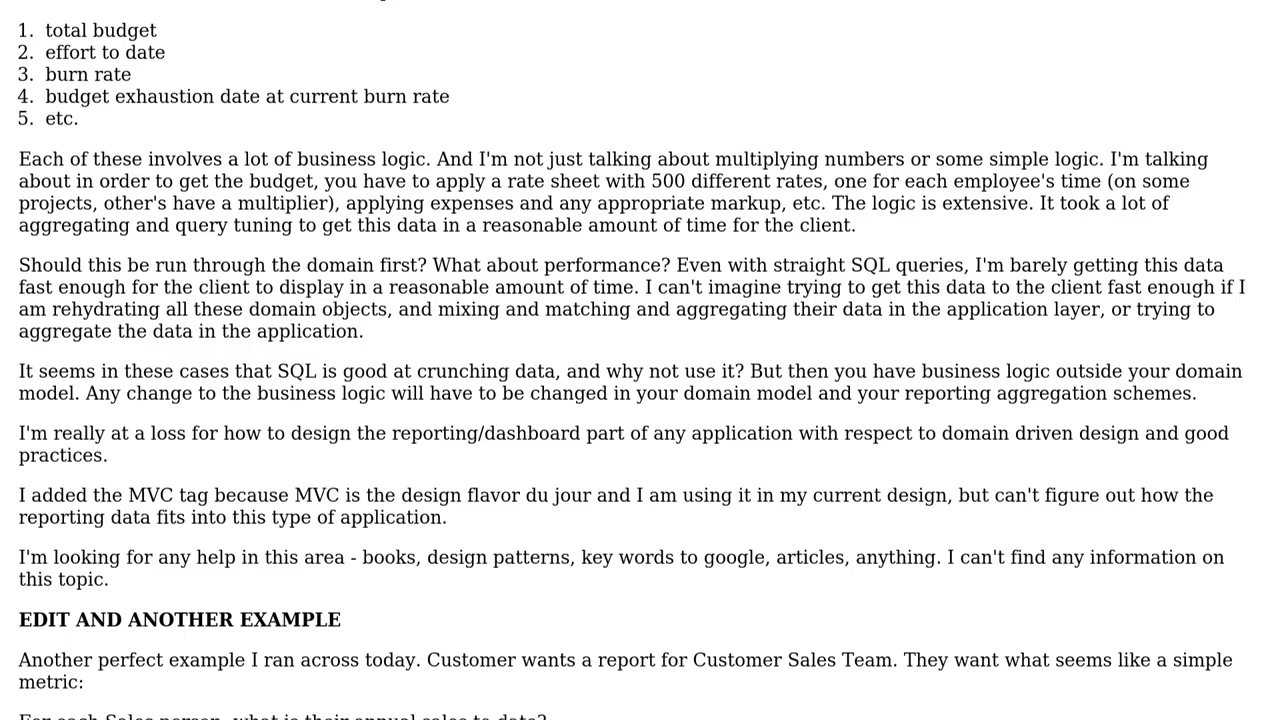 1. total budget
2. effort to date
3. burn rate
4. budget exhaustion date at current burn rate
5. etc.
Each of these involves a lot of business logic. And I'm not just talking about multiplying numbers or some simple logic. I'm talking
about in order to get the budget, you have to apply a rate sheet with 500 different rates, one for each employee's time (on some
projects, other's have a multiplier), applying expenses and any appropriate markup, etc. The logic is extensive. It took a lot of
aggregating and query tuning to get this data in a reasonable amount of time for the client.
Should this be run through the domain first? What about performance? Even with straight SQL queries, I'm barely getting this data
fast enough for the client to display in a reasonable amount of time. I can't imagine trying to get this data to the client fast enough if I
am rehydrating all these domain objects, and mixing and matching and aggregating their data in the application layer, or trying to
aggregate the data in the application.
It seems in these cases that SQL is good at crunching data, and why not use it? But then you have business logic outside your domain
model. Any change to the business logic will have to be changed in your domain model and your reporting aggregation schemes.
I'm really at a loss for how to design the reporting/dashboard part of any application with respect to domain driven design and good
practices.
I added the MVC tag because MVC is the design flavor du jour and I am using it in my current design, but can't figure out how the
reporting data fits into this type of application.
I'm looking for any help in this area - books, design patterns, key words to google, articles, anything. I can't find any information on
this topic.
EDIT AND ANOTHER EXAMPLE
Another perfect example I ran across today. Customer wants a report for Customer Sales Team. They want what seems like a simple
metric:
For each Sales person, what is their annual sales to date?